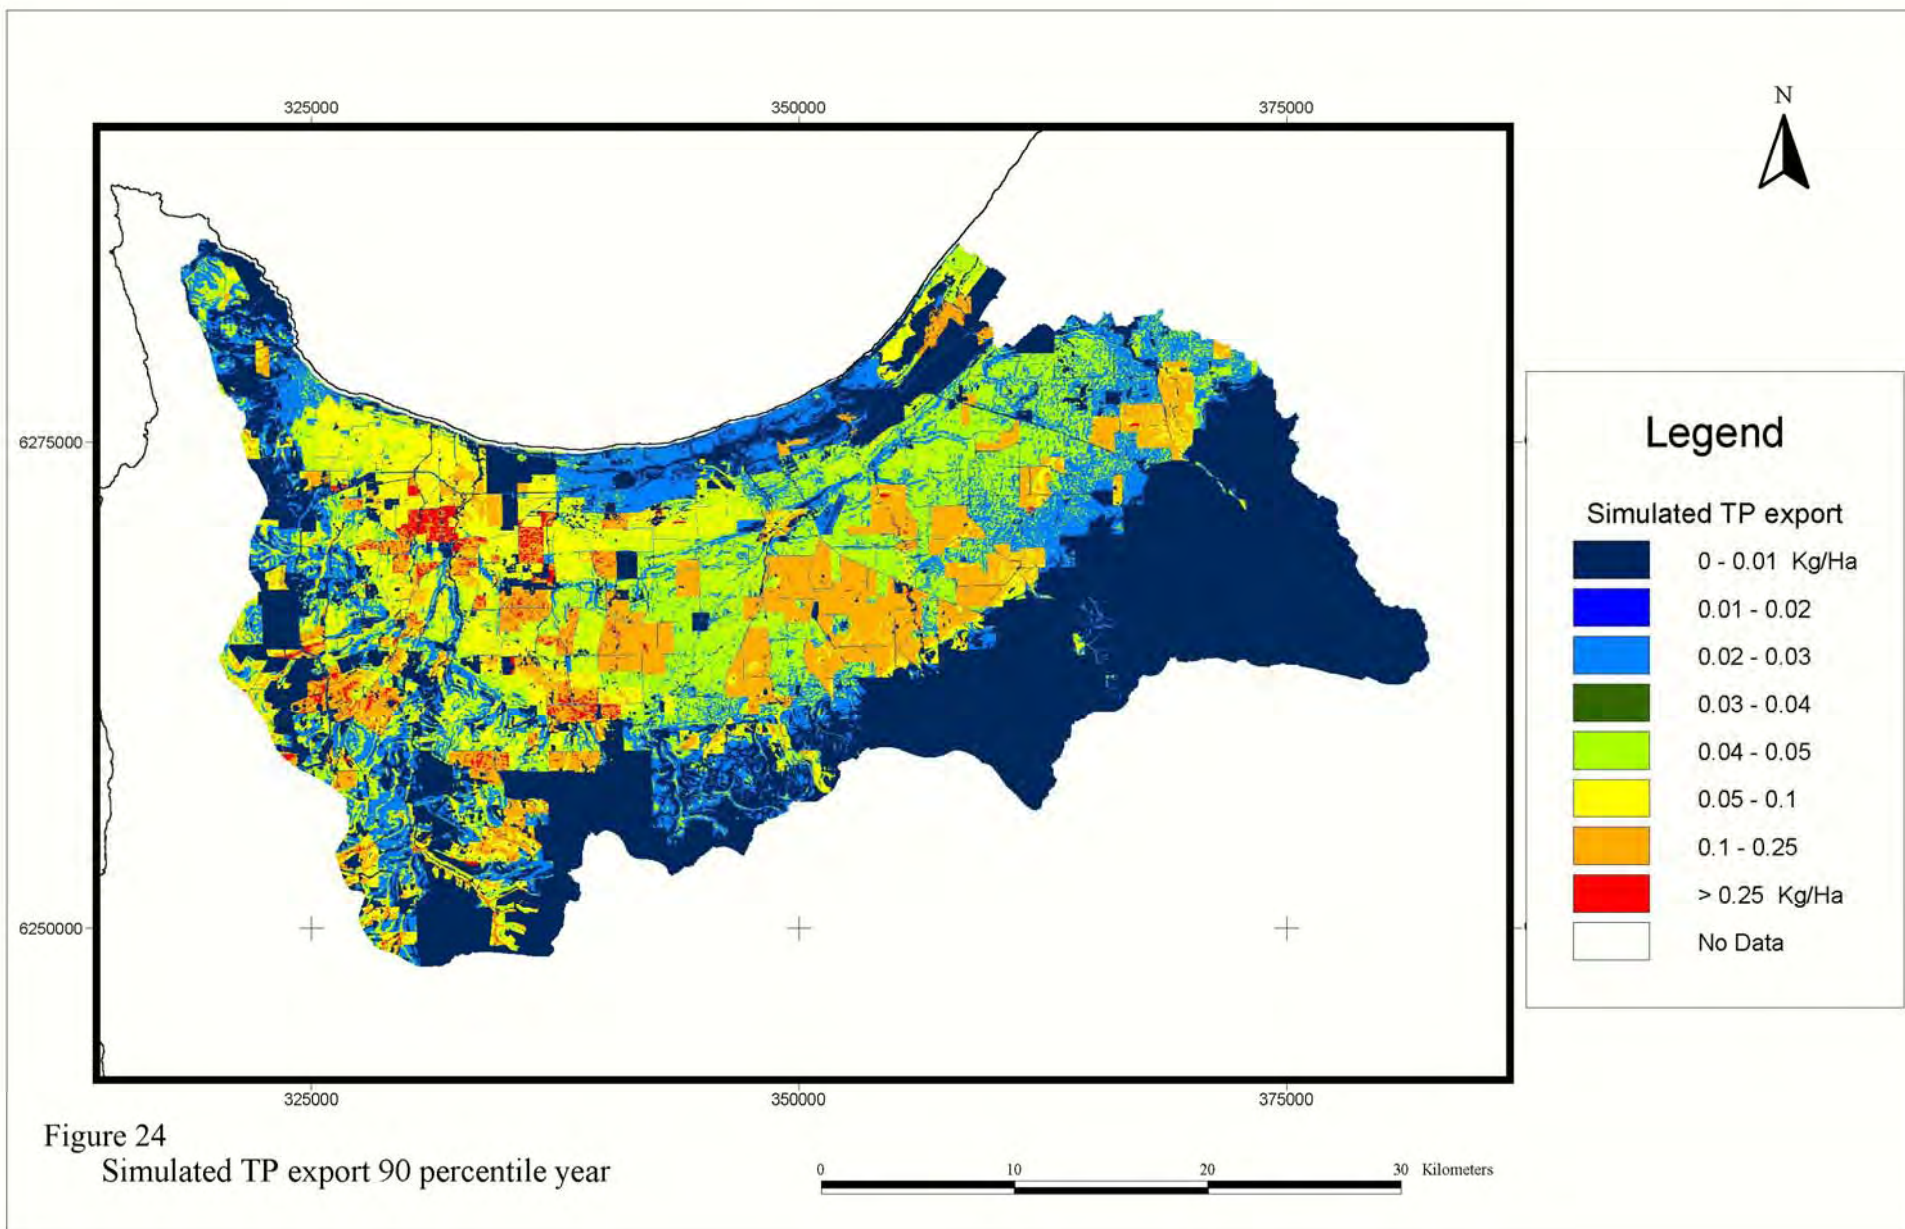 325000 350000 375000
N
6275000
6250000
Legend
Simulated TP export
0 - 0.01 Kg/Ha
0.01 - 0.02
0.02 - 0.03
0.03 - 0.04
0.04 - 0.05
0.05 - 0.1
0.1 - 0.25
> 0.25 Kg/Ha
No Data
325000 350000 375000
Figure 24
Simulated TP export 90 percentile year
0 10 20 30 Kilometers